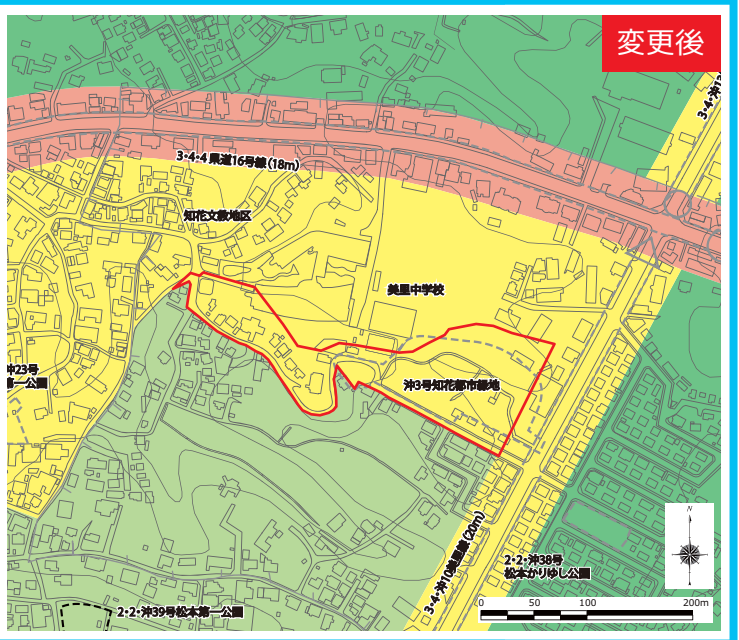 変更後
3・4・沖1
3・4・4 県道16号線(18m)
知花文教地区
美里中学校
沖23号
第一公園
沖3号知花都市緑地
3・4・沖10美里線(20m)
2・2・沖38号
松本かりゆし公園
2・2・沖39号松本第一公園
N
0 50 100 200m